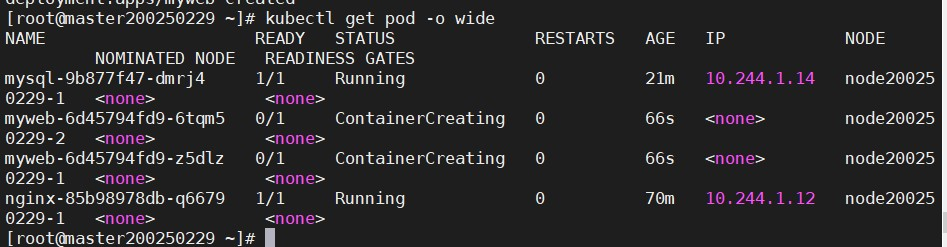 deployment.apps/myweb created
[root@master200250229 ~]# kubectl get pod -o wide
NAME                     READY   STATUS              RESTARTS   AGE   IP            NODE
         NOMINATED NODE   READINESS GATES
mysql-9b877f47-dmrj4     1/1     Running             0          21m   10.244.1.14   node20025
0229-1   <none>           <none>
myweb-6d45794fd9-6tqm5   0/1     ContainerCreating   0          66s   <none>        node20025
0229-2   <none>           <none>
myweb-6d45794fd9-z5dlz   0/1     ContainerCreating   0          66s   <none>        node20025
0229-1   <none>           <none>
nginx-85b98978db-q6679   1/1     Running             0          70m   10.244.1.12   node20025
0229-1   <none>           <none>
[root@master200250229 ~]#